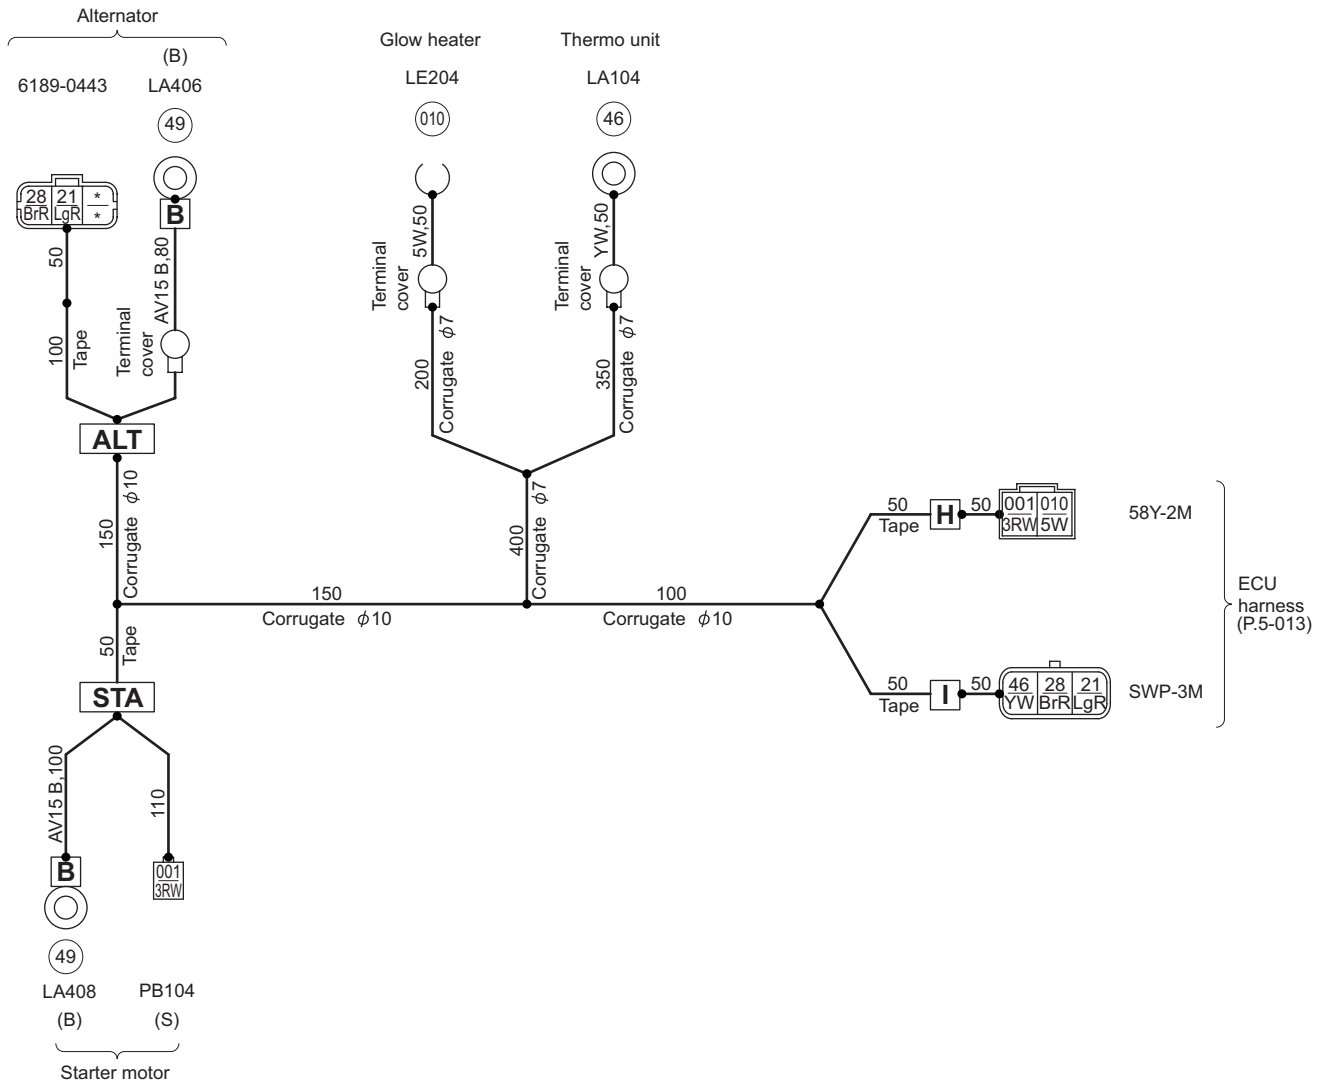 Alternator
(B)
6189-0443
LA406
49
28
BrR
21
LgR
*
*
B
50
AV15 B,80
100
Tape
Terminal
cover
ALT
150
Corrugate φ10
50
Tape
STA
AV15 B,100
110
B
001
3RW
49
LA408
PB104
(B)
(S)
Starter motor
Glow heater
LE204
010
5W,50
Terminal
cover
200
Corrugate φ7
Thermo unit
LA104
46
YW,50
Terminal
cover
350
Corrugate φ7
400
Corrugate φ7
150
Corrugate φ10
100
Corrugate φ10
50
Tape
H
50
001
3RW
010
5W
58Y-2M
50
Tape
I
50
46
YW
28
BrR
21
LgR
SWP-3M
ECU
harness
(P.5-013)